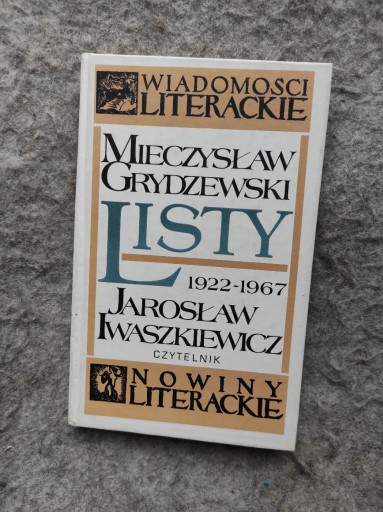 WIADOMOSCI
LITERACKIE
MIECZYSŁAW
GRYDZEWSKI
LISTY
1922-1967
JAROSŁAW
IWASZKIEWICZ
CZYTELNIK
NOWINY
LITERACKIE